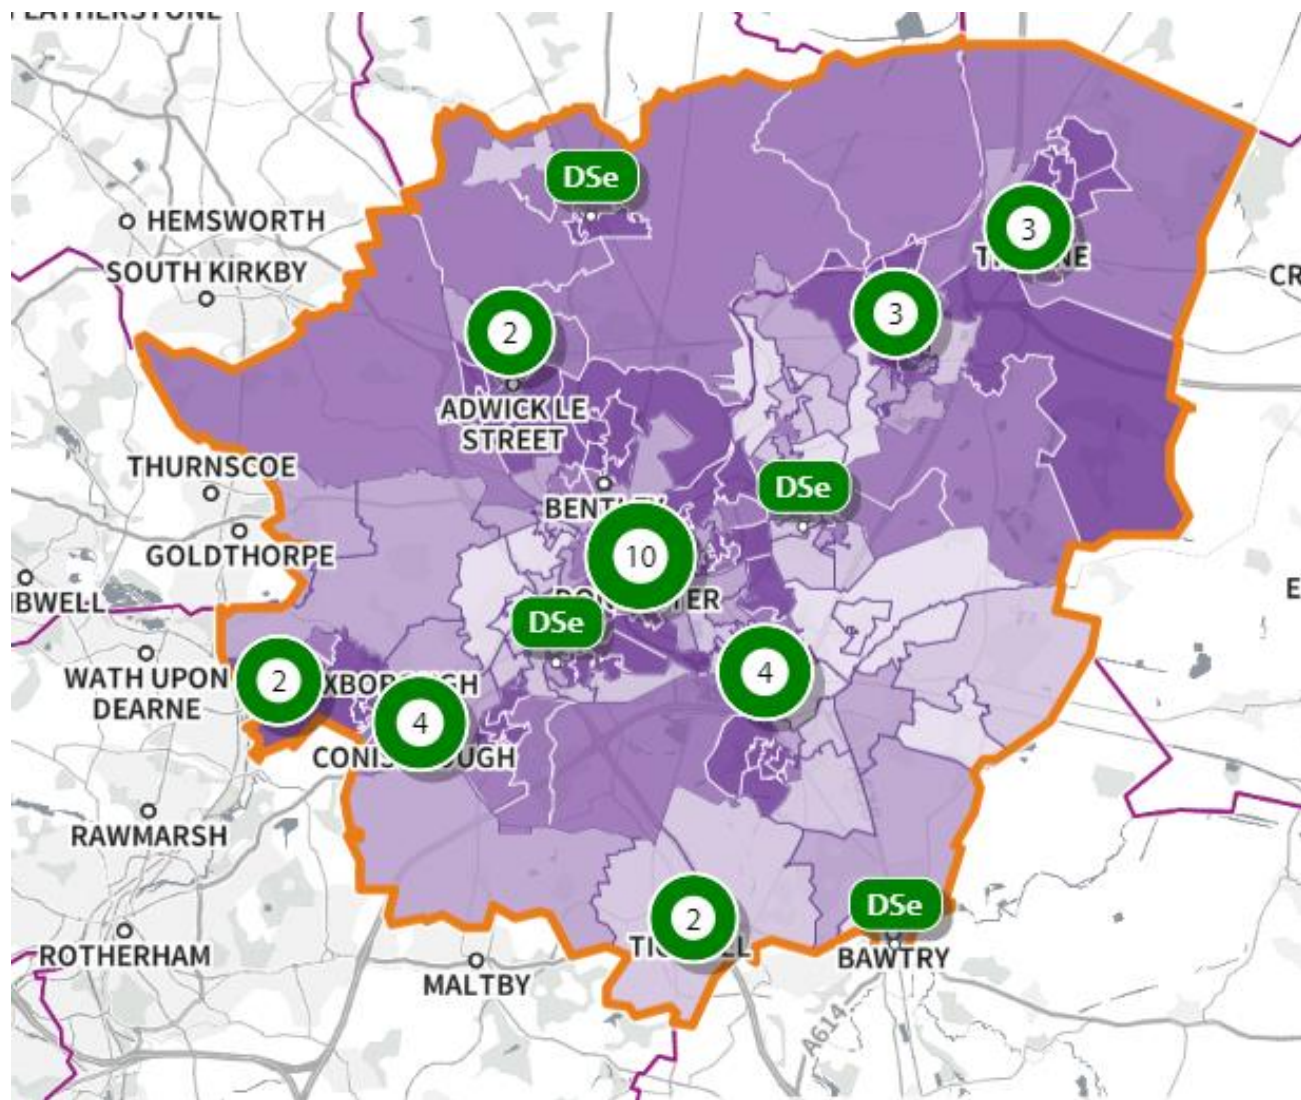 DSe
HEMSWORTH
SOUTH KIRKBY
3
CR
3
2
ADWICK LE
STREET
THURNSCOE
DSe
GOLDTHORPE
10
DSe
WATH UPON
DEARNE
2
4
4
RAWMARSH
DSe
2
ROTHERHAM
MALTBY
BAWTRY
A614